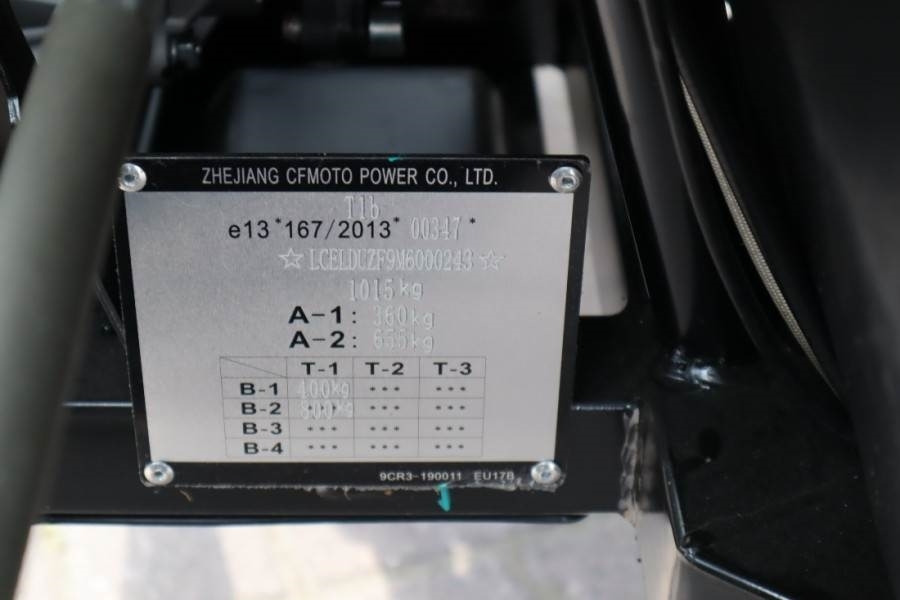 ZHEJIANG CFMOTO POWER CO., LTD.
T1b
e13*167/2013* 00347 *
☆ LCELDUZF9M6000243 ☆
1015kg
A-1: 360kg
A-2: 655kg
T-1 T-2 T-3
B-1 400kg *** ***
B-2 800kg *** ***
B-3 *** *** ***
B-4 *** *** ***
9CR3-190011 EU17B